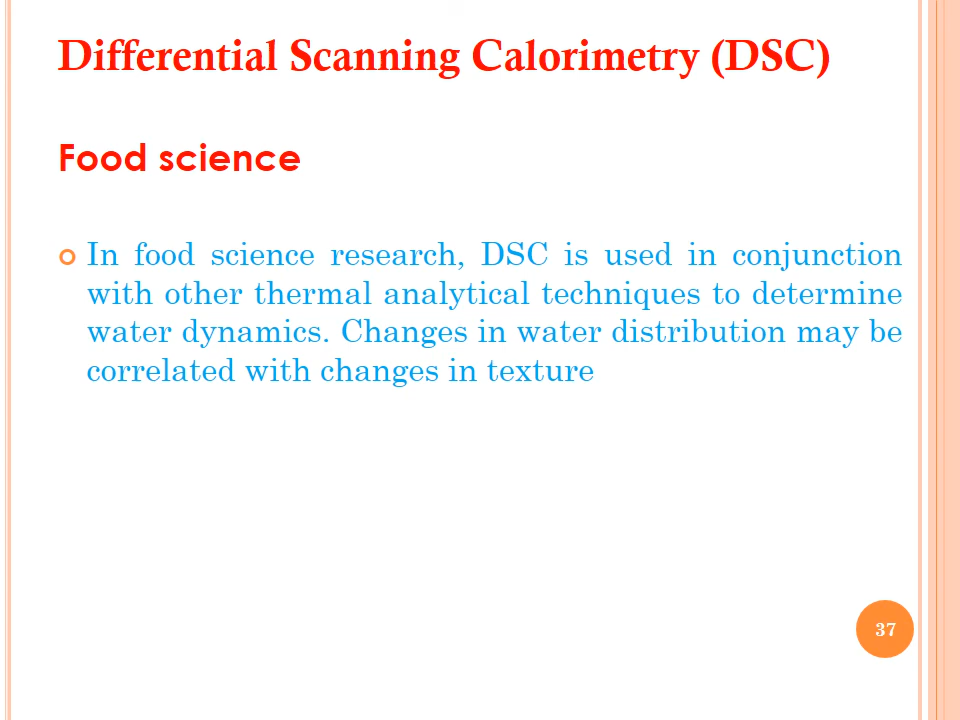 Differential Scanning Calorimetry (DSC)
Food science
In food science research, DSC is used in conjunction
with other thermal analytical techniques to determine
water dynamics. Changes in water distribution may be
correlated with changes in texture
37